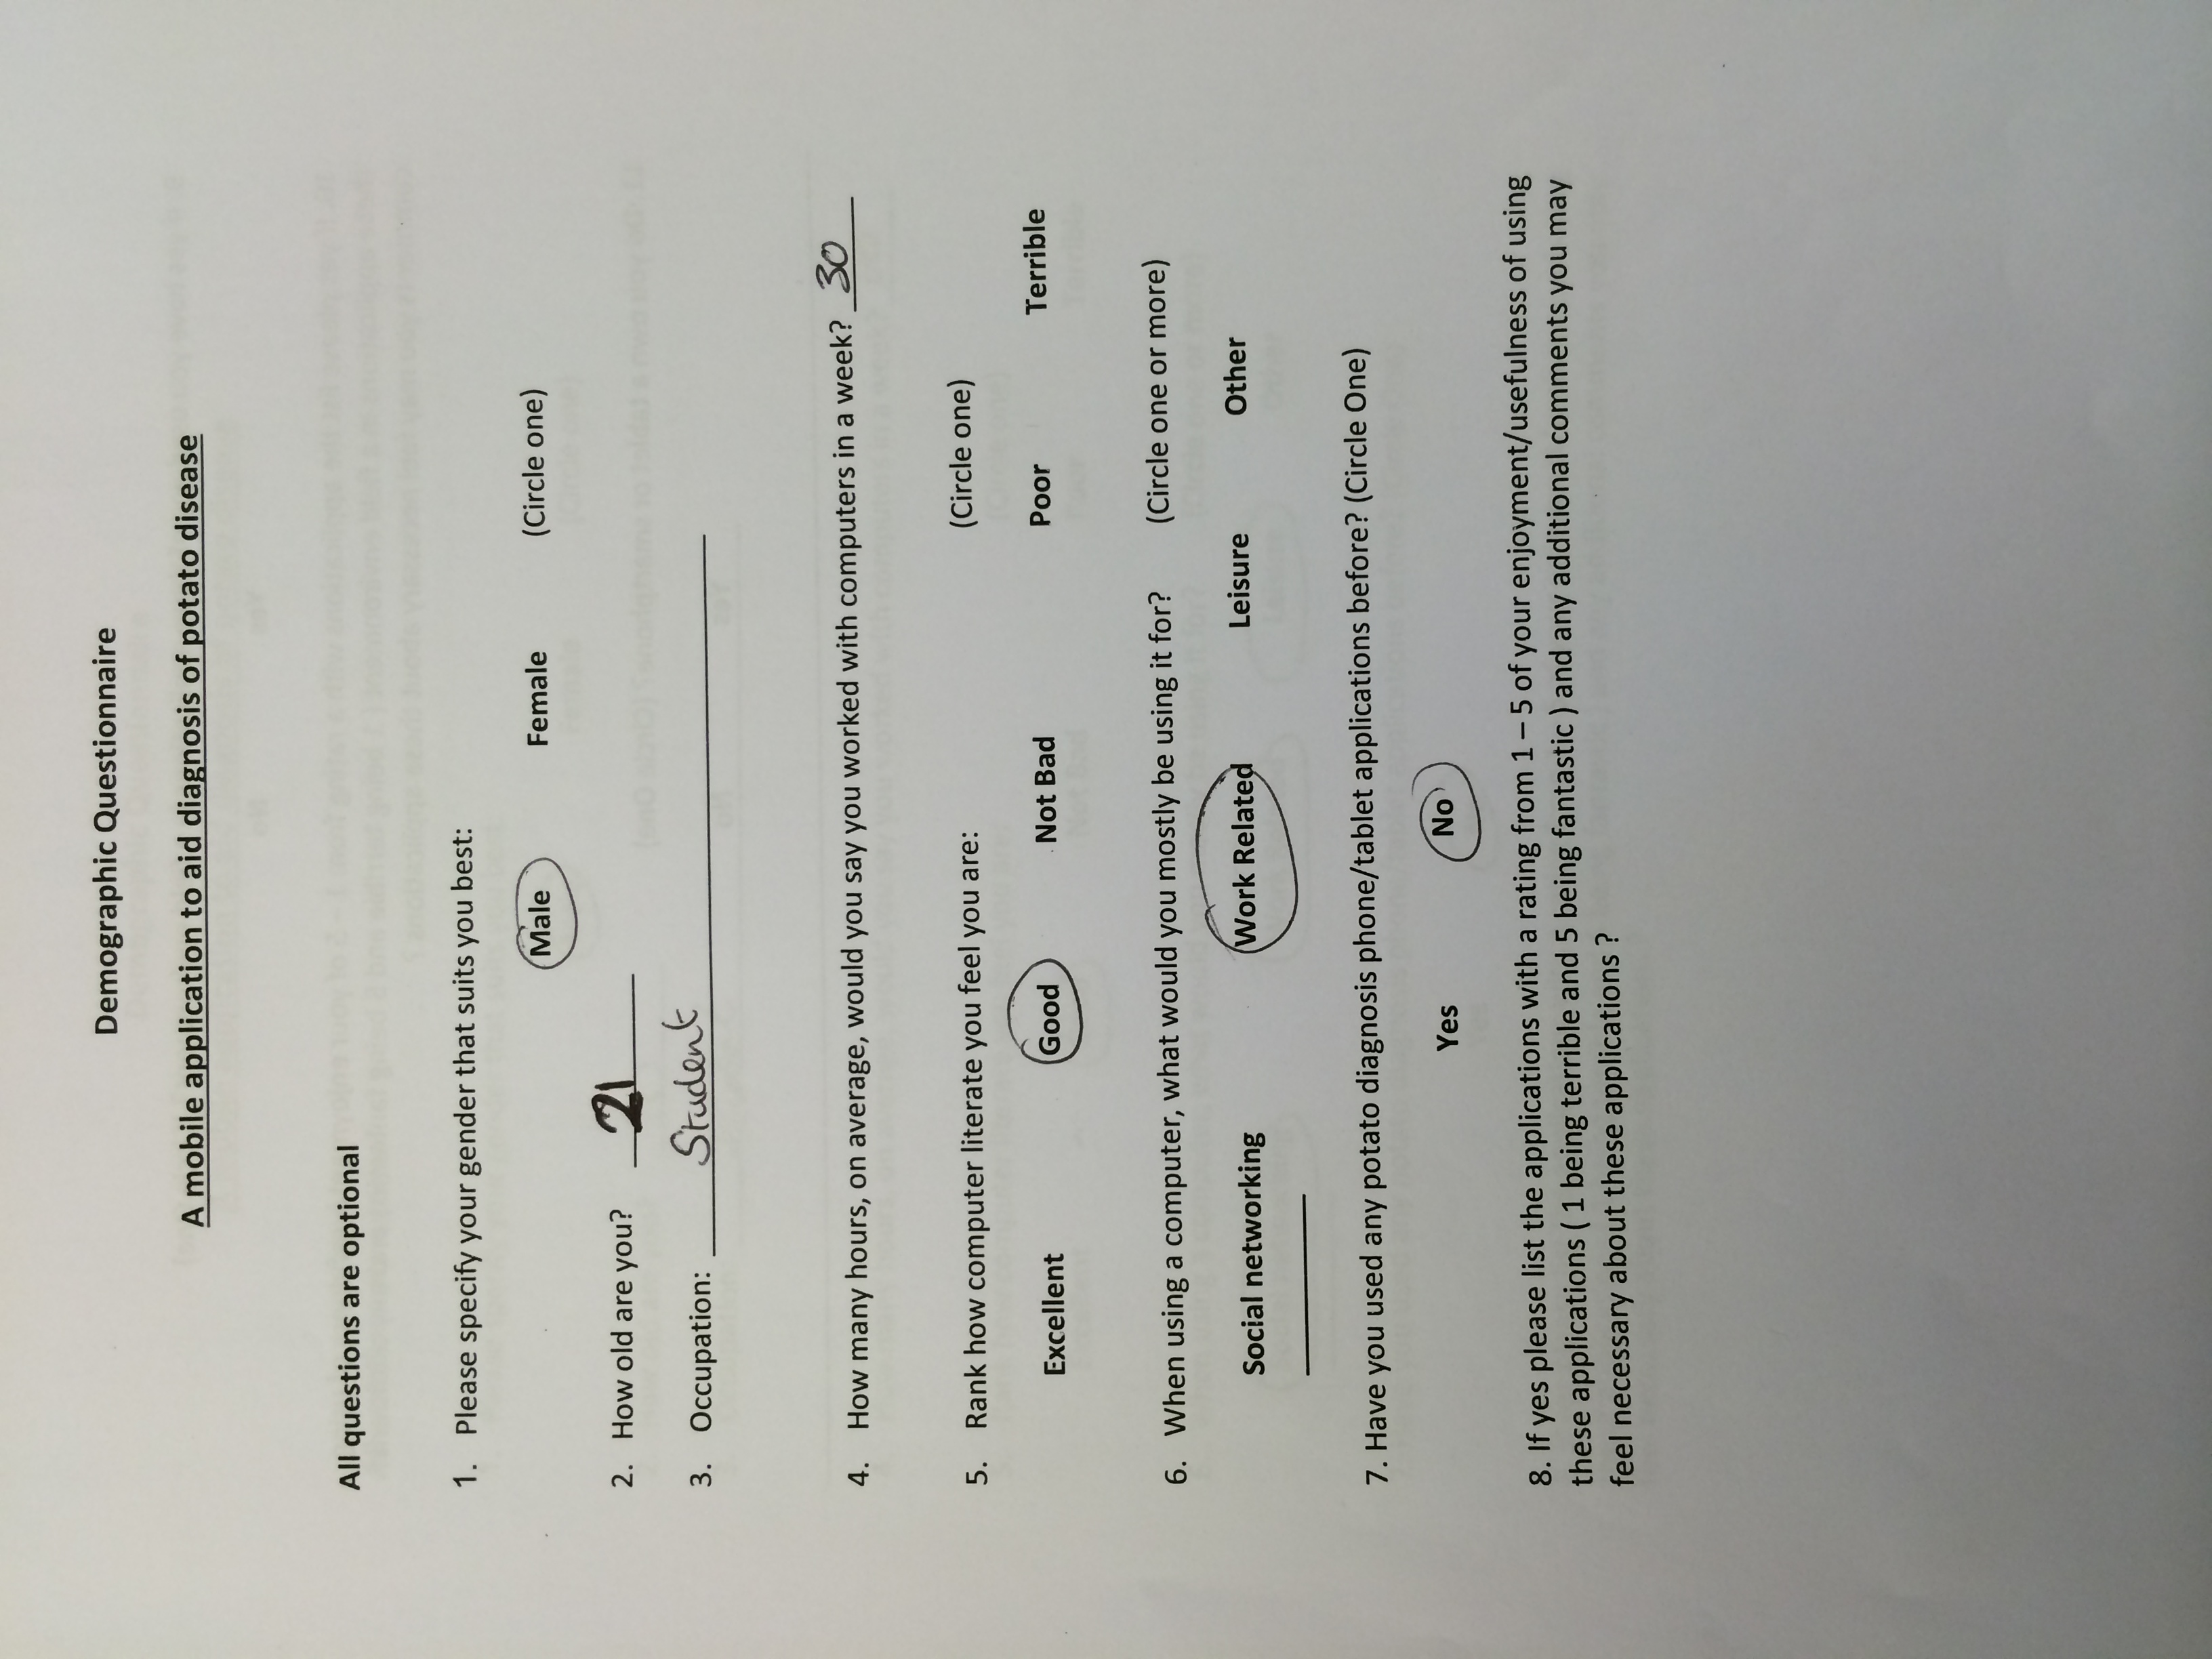 Demographic Questionnaire
A mobile application to aid diagnosis of potato disease
All questions are optional
1. Please specify your gender that suits you best:
Male Female (Circle one)
2. How old are you? 21
3. Occupation: Student
4. How many hours, on average, would you say you worked with computers in a week? 30
5. Rank how computer literate you feel you are: (Circle one)
Excellent Good Not Bad Poor Terrible
6. When using a computer, what would you mostly be using it for? (Circle one or more)
Social networking Work Related Leisure Other
7. Have you used any potato diagnosis phone/tablet applications before? (Circle One)
Yes No
8. If yes please list the applications with a rating from 1 – 5 of your enjoyment/usefulness of using
these applications ( 1 being terrible and 5 being fantastic ) and any additional comments you may
feel necessary about these applications ?